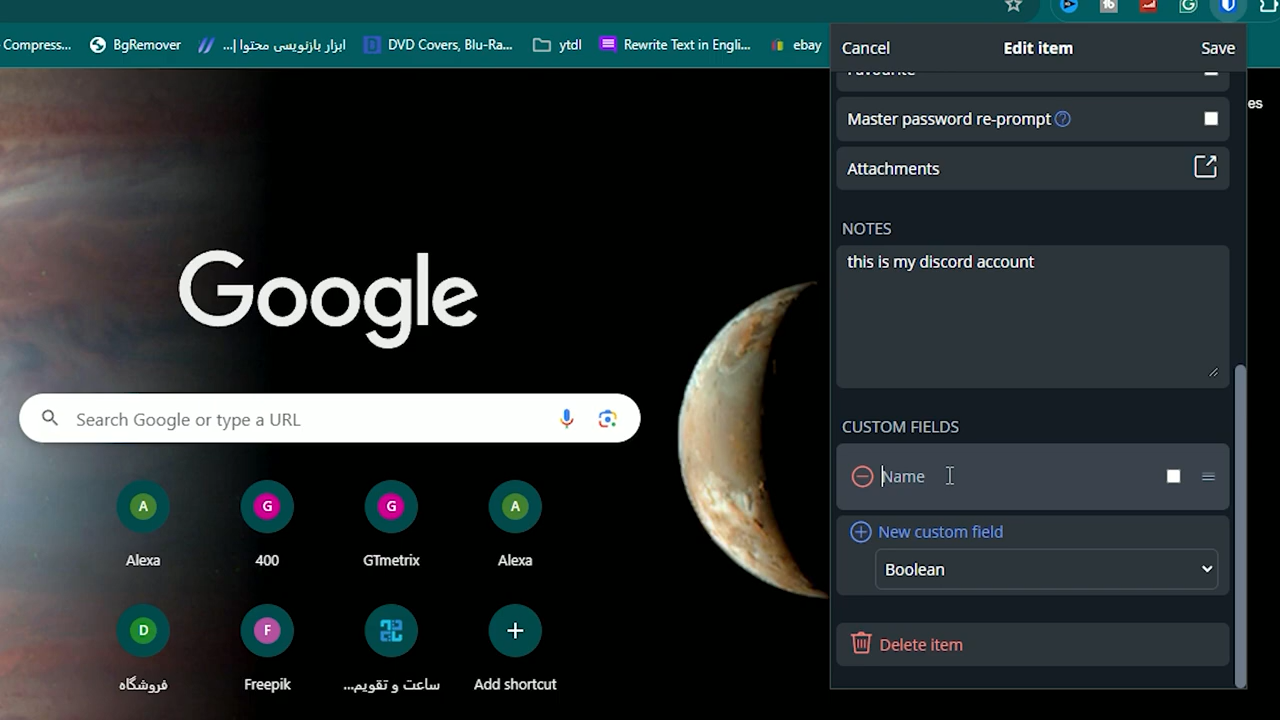 Compress...
BgRemover
ابزار بازنویسی محتوا |...
DVD Covers, Blu-Ra...
ytdl
Rewrite Text in Engli...
ebay
Cancel
Edit item
Save
Favourite
es
Master password re-prompt
Attachments
NOTES
this is my discord account
Google
Search Google or type a URL
CUSTOM FIELDS
Name
New custom field
Boolean
Delete item
A
G
G
A
Alexa
400
GTmetrix
Alexa
D
F
فروشگاه
Freepik
ساعت و تقویم...
Add shortcut